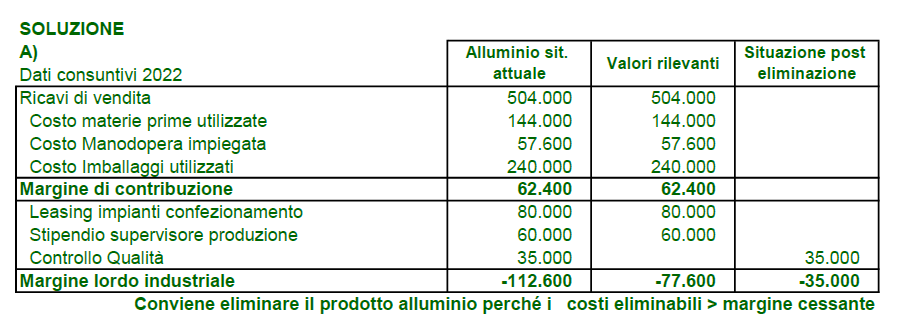 SOLUZIONE
A)
Dati consuntivi 2022
Alluminio sit. attuale Valori rilevanti Situazione post eliminazione
Ricavi di vendita 504.000 504.000
Costo materie prime utilizzate 144.000 144.000
Costo Manodopera impiegata 57.600 57.600
Costo Imballaggi utilizzati 240.000 240.000
Margine di contribuzione 62.400 62.400
Leasing impianti confezionamento 80.000 80.000
Stipendio supervisore produzione 60.000 60.000
Controllo Qualità 35.000 35.000
Margine lordo industriale -112.600 -77.600 -35.000
Conviene eliminare il prodotto alluminio perché i costi eliminabili > margine cessante